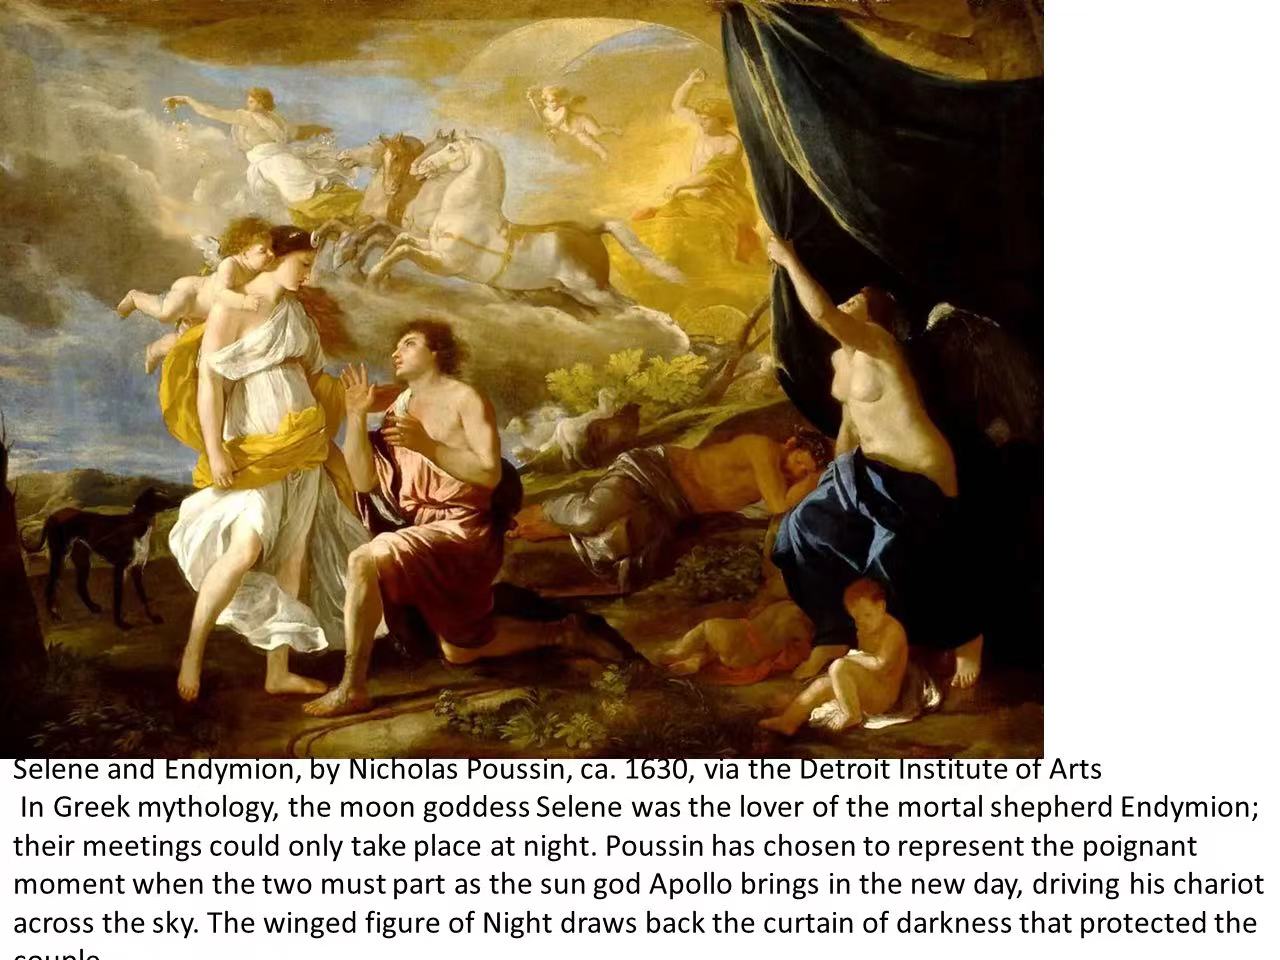 Selene and Endymion, by Nicholas Poussin, ca. 1630, via the Detroit Institute of Arts
In Greek mythology, the moon goddess Selene was the lover of the mortal shepherd Endymion;
their meetings could only take place at night. Poussin has chosen to represent the poignant
moment when the two must part as the sun god Apollo brings in the new day, driving his chariot
across the sky. The winged figure of Night draws back the curtain of darkness that protected the
couple